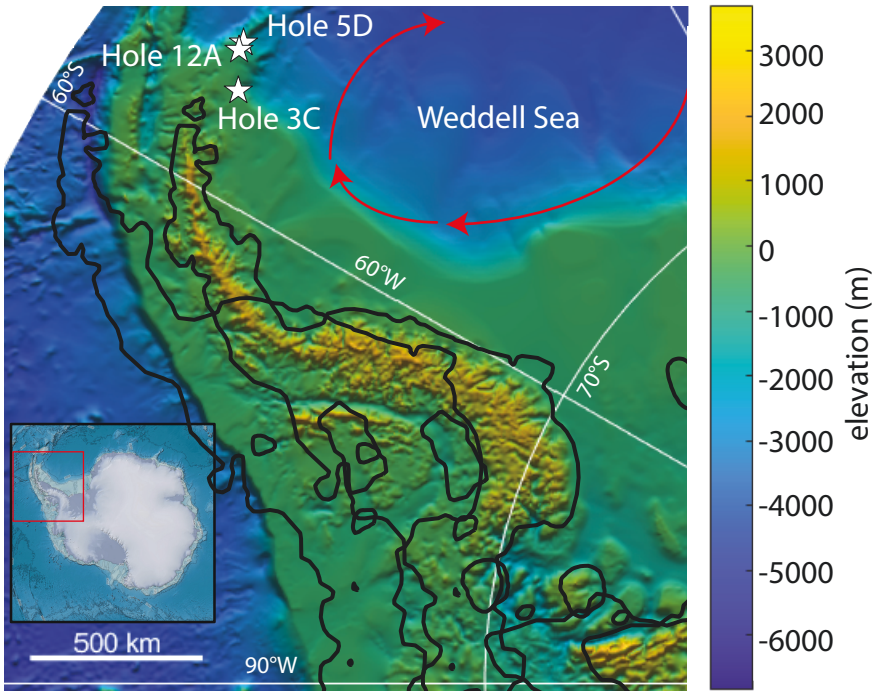 Hole 5D
Hole 12A
Hole 3C
60°S
Weddell Sea
60°W
70°S
90°W
500 km
3000
2000
1000
0
-1000
-2000
-3000
-4000
-5000
-6000
elevation (m)